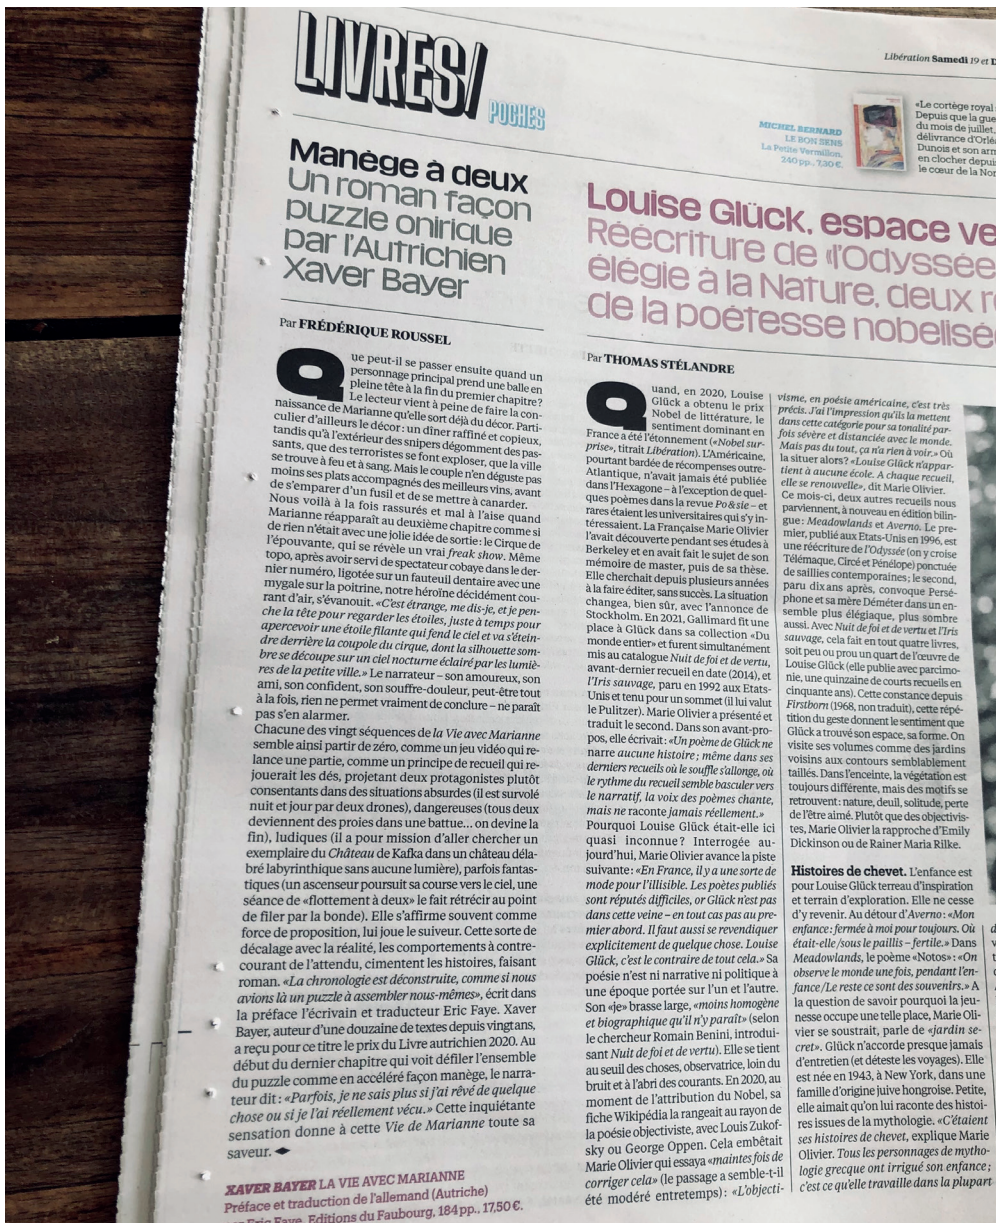 LIVRES/
POCHES
Libération Samedi 19 et
MICHEL BERNARD
LE BON SENS
La Petite Vermillon,
240 pp., 7,30 €.
«Le cortège royal
Depuis que la gue
du mois de juillet,
délivrance d'Orlé
Dunois et son arm
en clocher depuis
le cœur de la Nor
Manège à deux
Un roman façon
puzzle onirique
par l'Autrichien
Xaver Bayer
Par FRÉDÉRIQUE ROUSSEL
Que peut-il se passer ensuite quand un
personnage principal prend une balle en
pleine tête à la fin du premier chapitre?
Le lecteur vient à peine de faire la con-
naissance de Marianne qu'elle sort déjà du décor. Parti-
culier d'ailleurs le décor: un dîner raffiné et copieux,
tandis qu'à l'extérieur des snipers dégomment des pas-
sants, que des terroristes se font exploser, que la ville
se trouve à feu et à sang. Mais le couple n'en déguste pas
moins ses plats accompagnés des meilleurs vins, avant
de s'emparer d'un fusil et de se mettre à canarder.
Nous voilà à la fois rassurés et mal à l'aise quand
Marianne réapparaît au deuxième chapitre comme si
de rien n'était avec une jolie idée de sortie: le Cirque de
l'épouvante, qui se révèle un vrai freak show. Même
topo, après avoir servi de spectateur cobaye dans le der-
nier numéro, ligotée sur un fauteuil dentaire avec une
mygale sur la poitrine, notre héroïne décidément cou-
rant d'air, s'évanouit. «C'est étrange, me dis-je, et je pen-
che la tête pour regarder les étoiles, juste à temps pour
apercevoir une étoile filante qui fend le ciel et va s'étein-
dre derrière la coupole du cirque, dont la silhouette som-
bre se découpe sur un ciel nocturne éclairé par les lumiè-
res de la petite ville.» Le narrateur – son amoureux, son
ami, son confident, son souffre-douleur, peut-être tout
à la fois, rien ne permet vraiment de conclure – ne paraît
pas s'en alarmer.
Chacune des vingt séquences de la Vie avec Marianne
semble ainsi partir de zéro, comme un jeu vidéo qui re-
lance une partie, comme un principe de recueil qui re-
jouerait les dés, projetant deux protagonistes plutôt
consentants dans des situations absurdes (il est survolé
nuit et jour par deux drones), dangereuses (tous deux
deviennent des proies dans une battue... on devine la
fin), ludiques (il a pour mission d'aller chercher un
exemplaire du Château de Kafka dans un château déla-
bré labyrinthique sans aucune lumière), parfois fantas-
tiques (un ascenseur poursuit sa course vers le ciel, une
séance de «flottement à deux» le fait rétrécir au point
de filer par la bonde). Elle s'affirme souvent comme
force de proposition, lui joue le suiveur. Cette sorte de
décalage avec la réalité, les comportements à contre-
courant de l'attendu, cimentent les histoires, faisant
roman. «La chronologie est déconstruite, comme si nous
avions là un puzzle à assembler nous-mêmes», écrit dans
la préface l'écrivain et traducteur Eric Faye. Xaver
Bayer, auteur d'une douzaine de textes depuis vingt ans,
a reçu pour ce titre le prix du Livre autrichien 2020. Au
début du dernier chapitre qui voit défiler l'ensemble
du puzzle comme en accéléré façon manège, le narra-
teur dit: «Parfois, je ne sais plus si j'ai rêvé de quelque
chose ou si je l'ai réellement vécu.» Cette inquiétante
sensation donne à cette Vie de Marianne toute sa
saveur.
XAVER BAYER LA VIE AVEC MARIANNE
Préface et traduction de l'allemand (Autriche)
par Eric Faye. Editions du Faubourg, 184 pp., 17,50 €.
Louise Glück, espace ve
Réécriture de «l'Odyssée
élégie à la Nature, deux r
de la poétesse nobelisée
Par THOMAS STÉLANDRE
Quand, en 2020, Louise
Glück a obtenu le prix
Nobel de littérature, le
sentiment dominant en
France a été l'étonnement («Nobel sur-
prise», titrait Libération). L'Américaine,
pourtant bardée de récompenses outre-
Atlantique, n'avait jamais été publiée
dans l'Hexagone – à l'exception de quel-
ques poèmes dans la revue Po&sie – et
rares étaient les universitaires qui s'y in-
téressaient. La Française Marie Olivier
l'avait découverte pendant ses études à
Berkeley et en avait fait le sujet de son
mémoire de master, puis de sa thèse.
Elle cherchait depuis plusieurs années
à la faire éditer, sans succès. La situation
changea, bien sûr, avec l'annonce de
Stockholm. En 2021, Gallimard fit une
place à Glück dans sa collection «Du
monde entier» et furent simultanément
mis au catalogue Nuit de foi et de vertu,
avant-dernier recueil en date (2014), et
l'Iris sauvage, paru en 1992 aux Etats-
Unis et tenu pour un sommet (il lui valut
le Pulitzer). Marie Olivier a présenté et
traduit le second. Dans son avant-pro-
pos, elle écrivait: «Un poème de Glück ne
narre aucune histoire; même dans ses
derniers recueils où le souffle s'allonge, où
le rythme du recueil semble basculer vers
le narratif, la voix des poèmes chante,
mais ne raconte jamais réellement.»
Pourquoi Louise Glück était-elle ici
quasi inconnue? Interrogée au-
jourd'hui, Marie Olivier avance la piste
suivante: «En France, il y a une sorte de
mode pour l'illisible. Les poètes publiés
sont réputés difficiles, or Glück n'est pas
dans cette veine – en tout cas pas au pre-
mier abord. Il faut aussi se revendiquer
explicitement de quelque chose. Louise
Glück, c'est le contraire de tout cela.» Sa
poésie n'est ni narrative ni politique à
une époque portée sur l'un et l'autre.
Son «je» brasse large, «moins homogène
et biographique qu'il n'y paraît» (selon
le chercheur Romain Benini, introdui-
sant Nuit de foi et de vertu). Elle se tient
au seuil des choses, observatrice, loin du
bruit et à l'abri des courants. En 2020, au
moment de l'attribution du Nobel, sa
fiche Wikipédia la rangeait au rayon de
la poésie objectiviste, avec Louis Zukof-
sky ou George Oppen. Cela embêtait
Marie Olivier qui essaya «maintes fois de
corriger cela» (le passage a semble-t-il
été modéré entretemps): «L'objecti-
visme, en poésie américaine, c'est très
précis. J'ai l'impression qu'ils la mettent
dans cette catégorie pour sa tonalité par-
fois sévère et distanciée avec le monde.
Mais pas du tout, ça n'a rien à voir.» Où
la situer alors? «Louise Glück n'appar-
tient à aucune école. A chaque recueil,
elle se renouvelle», dit Marie Olivier.
Ce mois-ci, deux autres recueils nous
parviennent, à nouveau en édition bilin-
gue: Meadowlands et Averno. Le pre-
mier, publié aux Etats-Unis en 1996, est
une réécriture de l'Odyssée (on y croise
Télémaque, Circé et Pénélope) ponctuée
de saillies contemporaines; le second,
paru dix ans après, convoque Persé-
phone et sa mère Déméter dans un en-
semble plus élégiaque, plus sombre
aussi. Avec Nuit de foi et de vertu et l'Iris
sauvage, cela fait en tout quatre livres,
soit peu ou prou un quart de l'œuvre de
Louise Glück (elle publie avec parcimo-
nie, une quinzaine de courts recueils en
cinquante ans). Cette constance depuis
Firstborn (1968, non traduit), cette répé-
tition du geste donnent le sentiment que
Glück a trouvé son espace, sa forme. On
visite ses volumes comme des jardins
voisins aux contours semblablement
taillés. Dans l'enceinte, la végétation est
toujours différente, mais des motifs se
retrouvent: nature, deuil, solitude, perte
de l'être aimé. Plutôt que des objectivis-
tes, Marie Olivier la rapproche d'Emily
Dickinson ou de Rainer Maria Rilke.
Histoires de chevet. L'enfance est
pour Louise Glück terreau d'inspiration
et terrain d'exploration. Elle ne cesse
d'y revenir. Au détour d'Averno: «Mon
enfance: fermée à moi pour toujours. Où
était-elle/sous le paillis – fertile.» Dans
Meadowlands, le poème «Notos»: «On
observe le monde une fois, pendant l'en-
fance/Le reste ce sont des souvenirs.» A
la question de savoir pourquoi la jeu-
nesse occupe une telle place, Marie Oli-
vier se soustrait, parle de «jardin se-
cret». Glück n'accorde presque jamais
d'entretien (et déteste les voyages). Elle
est née en 1943, à New York, dans une
famille d'origine juive hongroise. Petite,
elle aimait qu'on lui raconte des histoi-
res issues de la mythologie. «C'étaient
ses histoires de chevet, explique Marie
Olivier. Tous les personnages de mytho-
logie grecque ont irrigué son enfance;
c'est ce qu'elle travaille dans la plupart